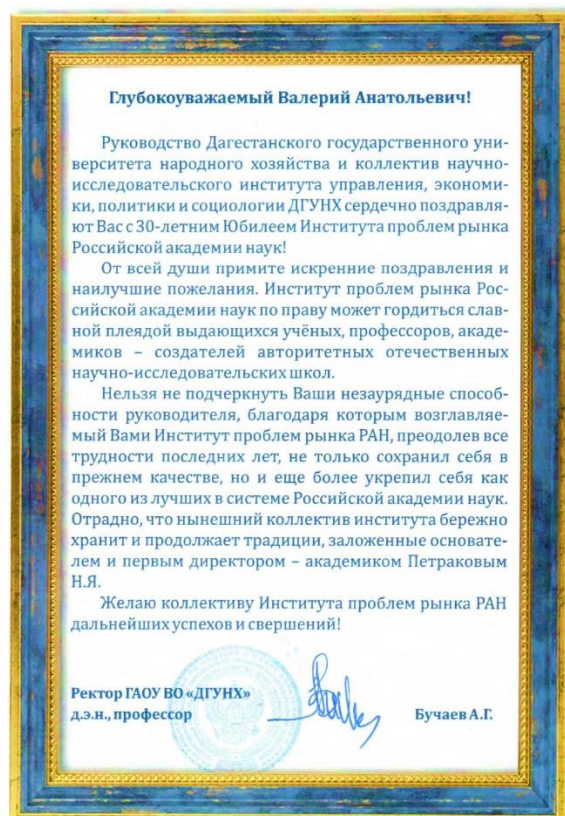 Глубокоуважаемый Валерий Анатольевич!
Руководство Дагестанского государственного уни-
верситета народного хозяйства и коллектив научно-
исследовательского института управления, экономи-
ки, политики и социологии ДГУНХ сердечно поздравля-
ют Вас с 30-летним Юбилеем Института проблем рынка
Российской академии наук!
От всей души примите искренние поздравления и
наилучшие пожелания. Институт проблем рынка Рос-
сийской академии наук по праву может гордиться слав-
ной плеядой выдающихся учёных, профессоров, акаде-
миков – создателей авторитетных отечественных
научно-исследовательских школ.
Нельзя не подчеркнуть Ваши незаурядные способ-
ности руководителя, благодаря которым возглавляе-
мый Вами Институт проблем рынка РАН, преодолев все
трудности последних лет, не только сохранил себя в
прежнем качестве, но и еще более укрепил себя как
одного из лучших в системе Российской академии наук.
Отрадно, что нынешний коллектив института бережно
хранит и продолжает традиции, заложенные основате-
лем и первым директором – академиком Петраковым
Н.Я.
Желаю коллективу Института проблем рынка РАН
дальнейших успехов и свершений!
Ректор ГАОУ ВО «ДГУНХ»
д.э.н., профессор Бучаев А.Г.